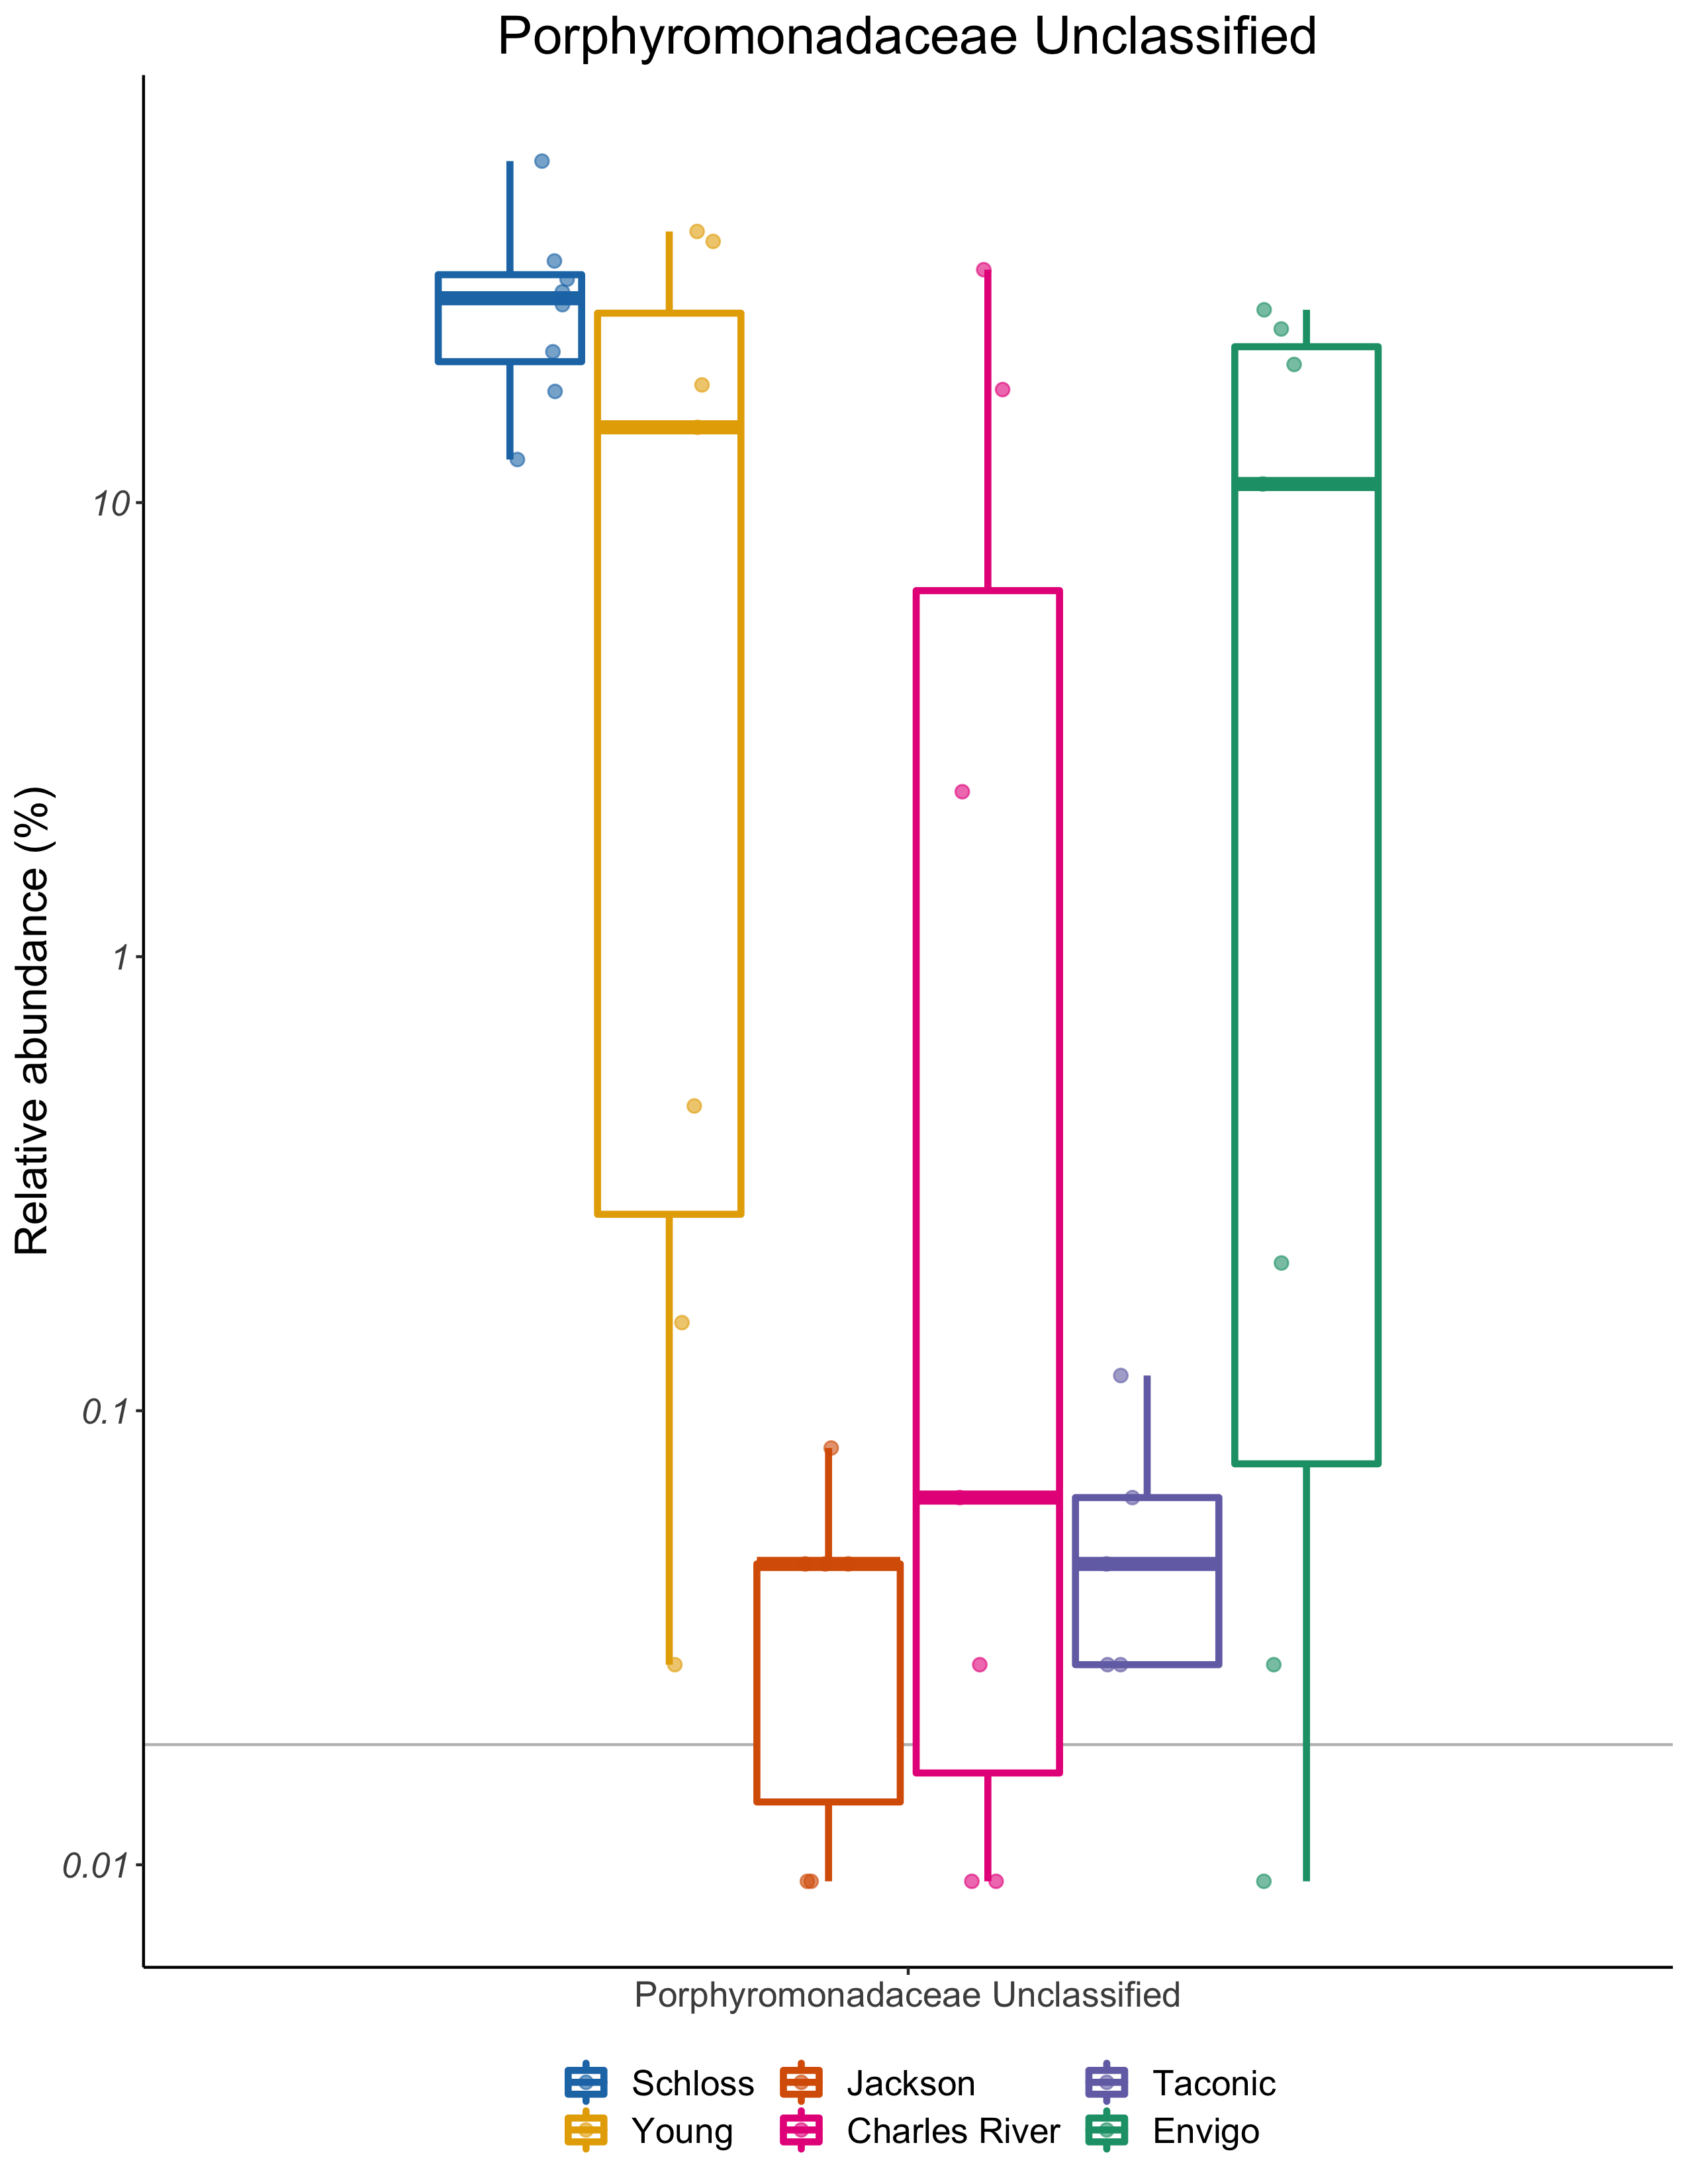 Porphyromonadaceae Unclassified
Relative abundance (%)
10
1
0.1
0.01
Porphyromonadaceae Unclassified
Schloss Jackson Taconic
Young Charles River Envigo